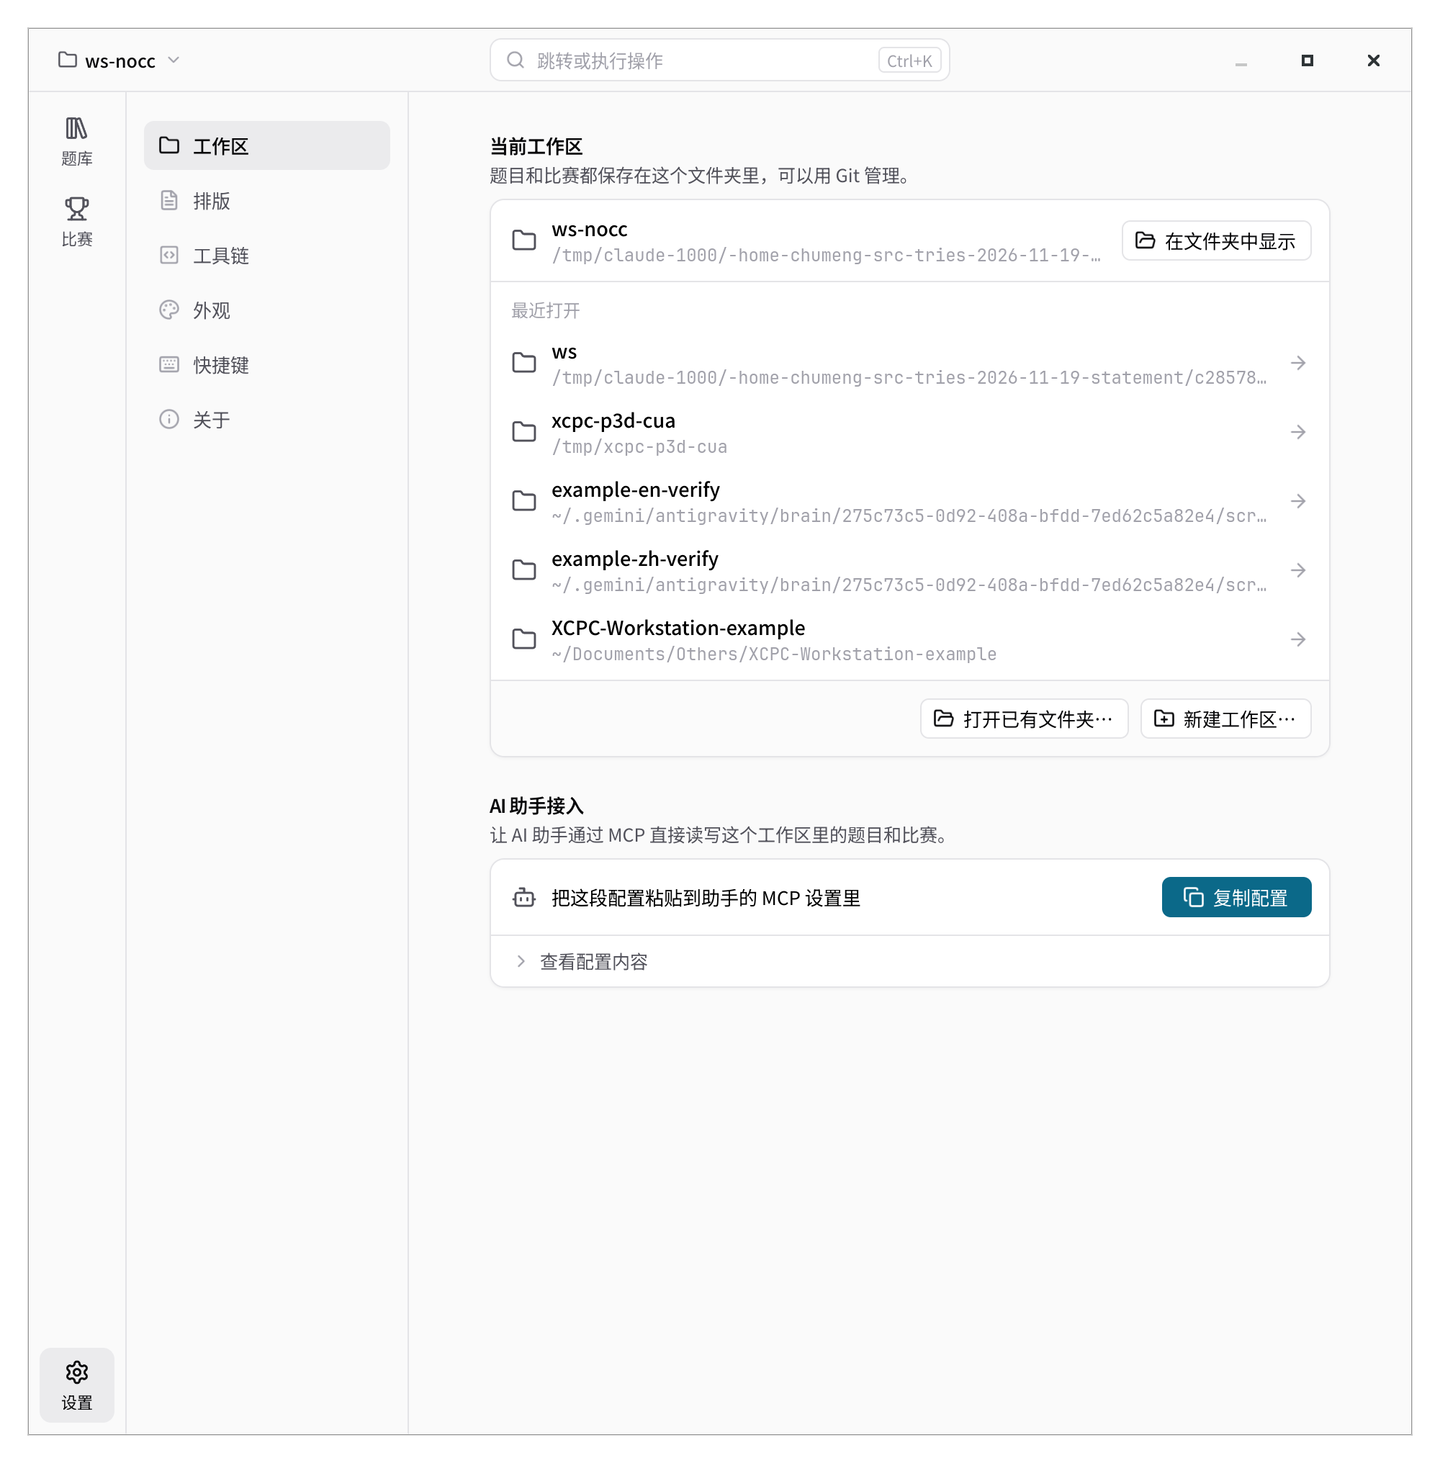 ws-nocc
跳转或执行操作
Ctrl+K
题库
比赛
设置
工作区
排版
工具链
外观
快捷键
关于
当前工作区
题目和比赛都保存在这个文件夹里，可以用 Git 管理。
ws-nocc
/tmp/claude-1000/-home-chumeng-src-tries-2026-11-19-…
在文件夹中显示
最近打开
ws
/tmp/claude-1000/-home-chumeng-src-tries-2026-11-19-statement/c28578…
xcpc-p3d-cua
/tmp/xcpc-p3d-cua
example-en-verify
~/.gemini/antigravity/brain/275c73c5-0d92-408a-bfdd-7ed62c5a82e4/scr…
example-zh-verify
~/.gemini/antigravity/brain/275c73c5-0d92-408a-bfdd-7ed62c5a82e4/scr…
XCPC-Workstation-example
~/Documents/Others/XCPC-Workstation-example
打开已有文件夹…
新建工作区…
AI 助手接入
让 AI 助手通过 MCP 直接读写这个工作区里的题目和比赛。
把这段配置粘贴到助手的 MCP 设置里
复制配置
查看配置内容